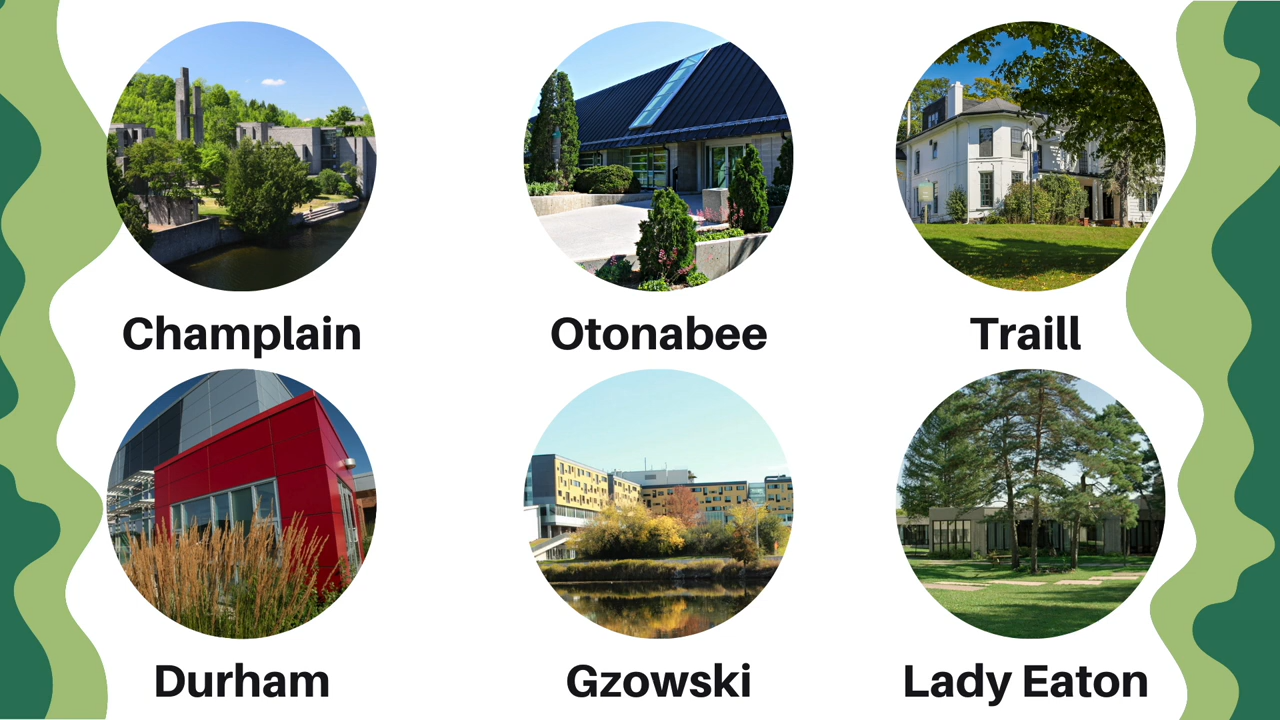 Champlain
Otonabee
Traill
Durham
Gzowski
Lady Eaton